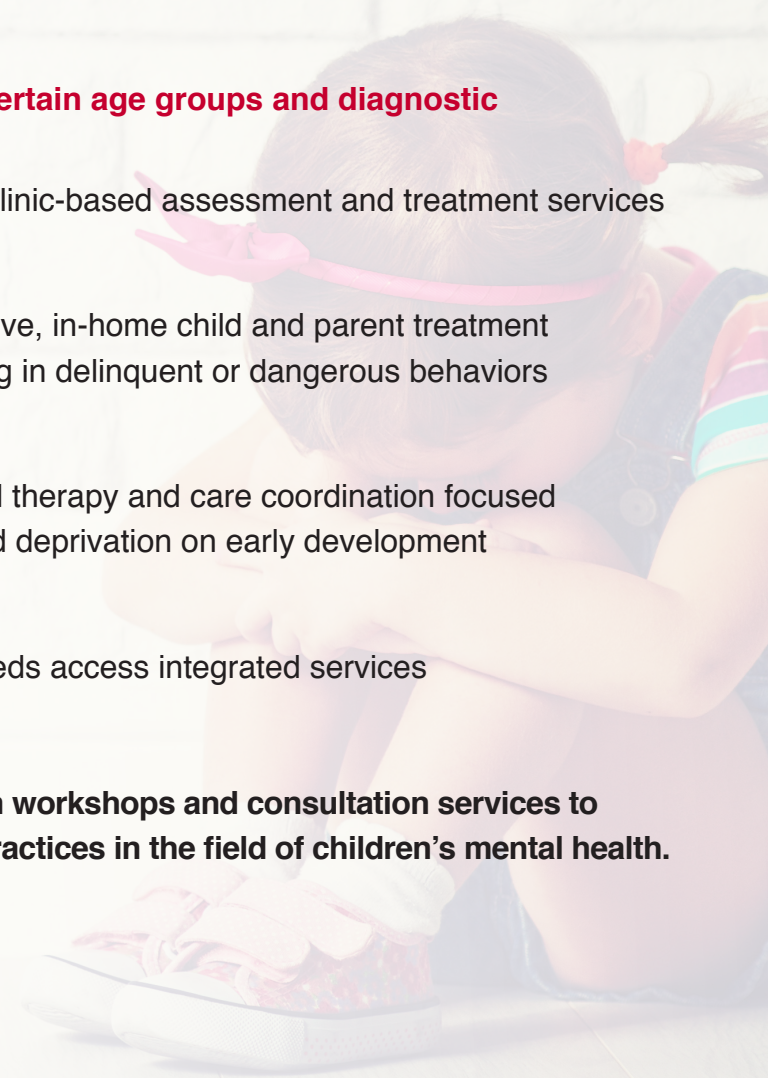 ertain age groups and diagnostic
linic-based assessment and treatment services
ve, in-home child and parent treatment
g in delinquent or dangerous behaviors
therapy and care coordination focused
d deprivation on early development
eds access integrated services
workshops and consultation services to
ractices in the field of children’s mental health.